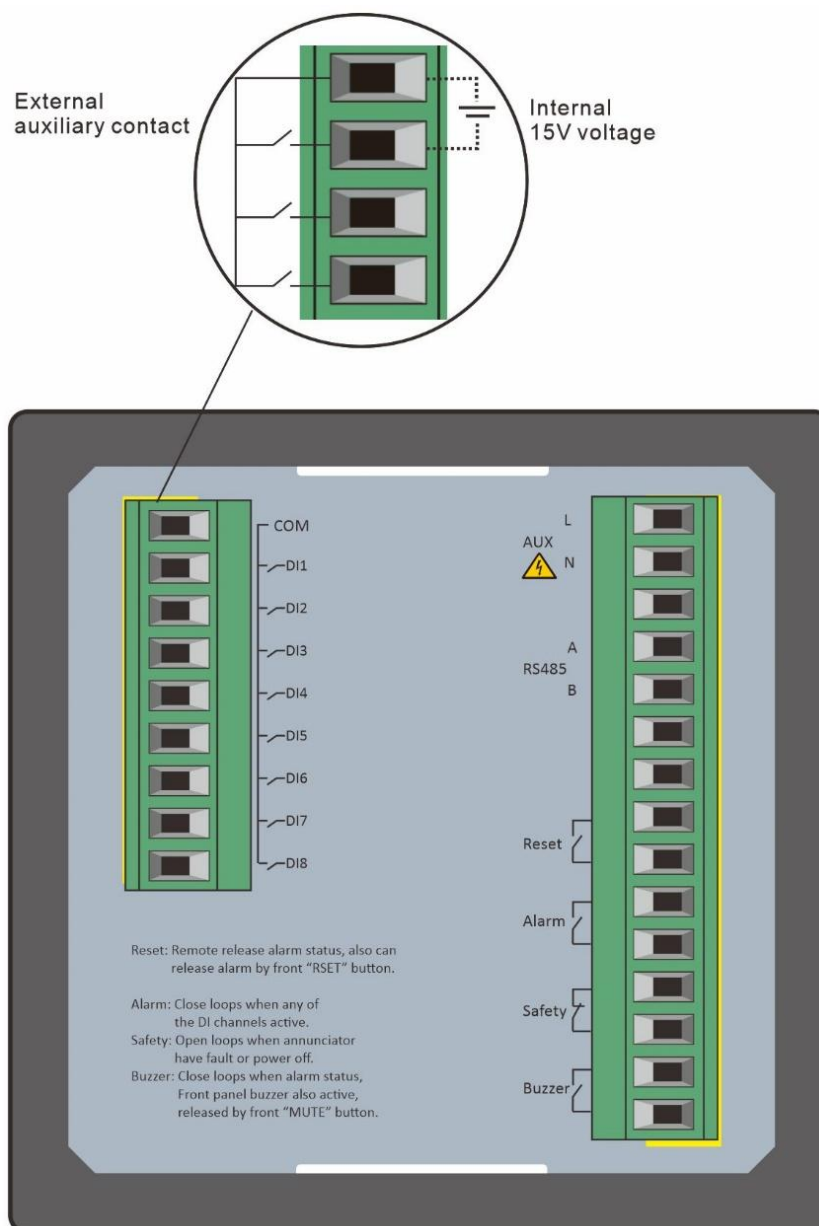 External
auxiliary contact
Internal
15V voltage
COM
DI1
DI2
DI3
DI4
DI5
DI6
DI7
DI8
L
AUX
N
A
RS485
B
Reset
Alarm
Safety
Buzzer
Reset: Remote release alarm status, also can
release alarm by front “RSET” button.
Alarm: Close loops when any of
the DI channels active.
Safety: Open loops when annunciator
have fault or power off.
Buzzer: Close loops when alarm status,
Front panel buzzer also active,
released by front “MUTE” button.